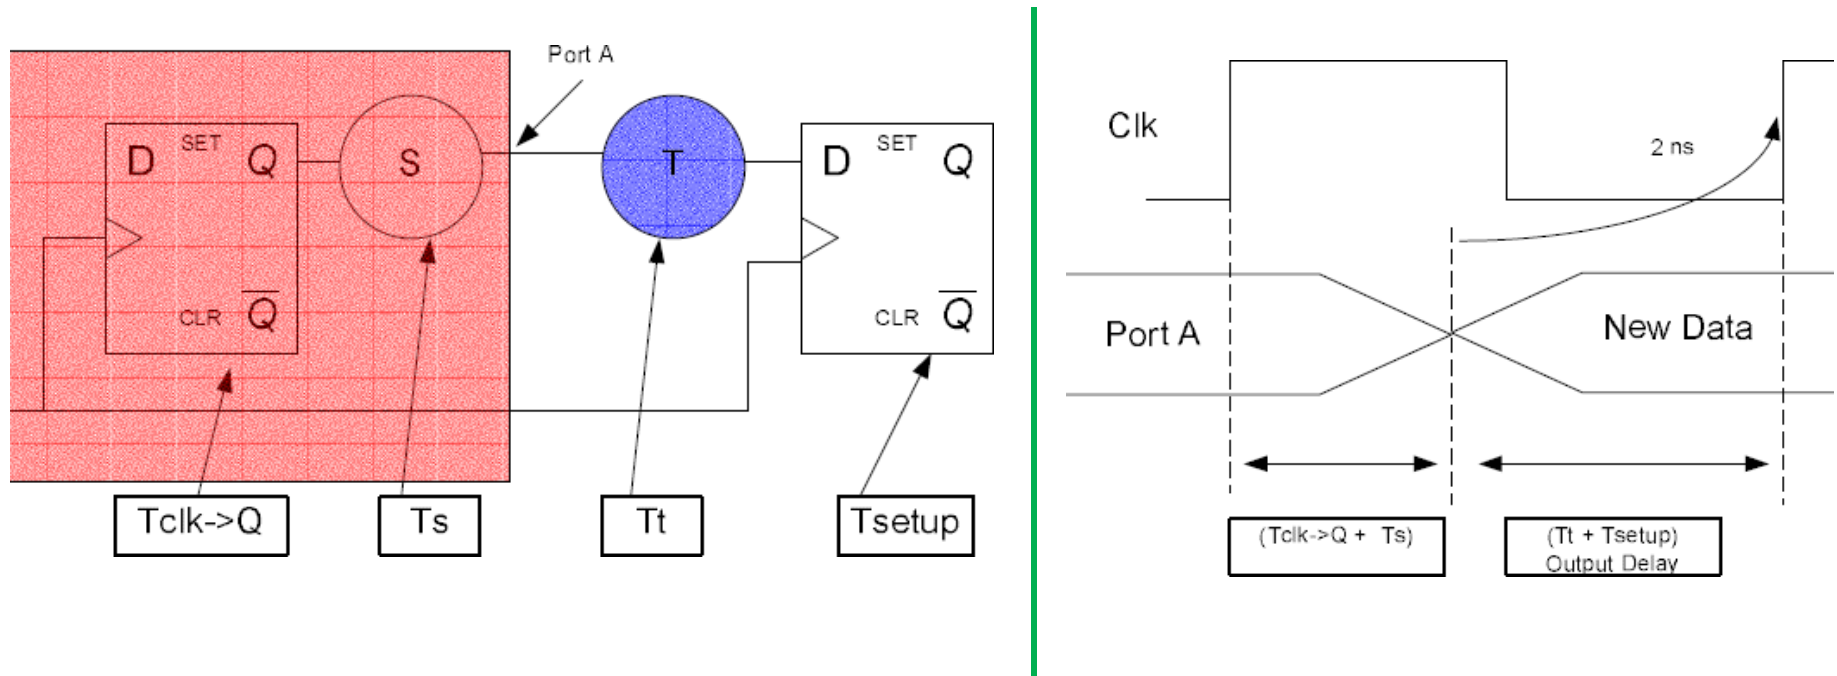 Port A
D SET Q
S
T
D SET Q
CLR Q
CLR Q
Tclk->Q
Ts
Tt
Tsetup
Clk
2 ns
Port A
New Data
(Tclk->Q + Ts)
(Tt + Tsetup)
Output Delay